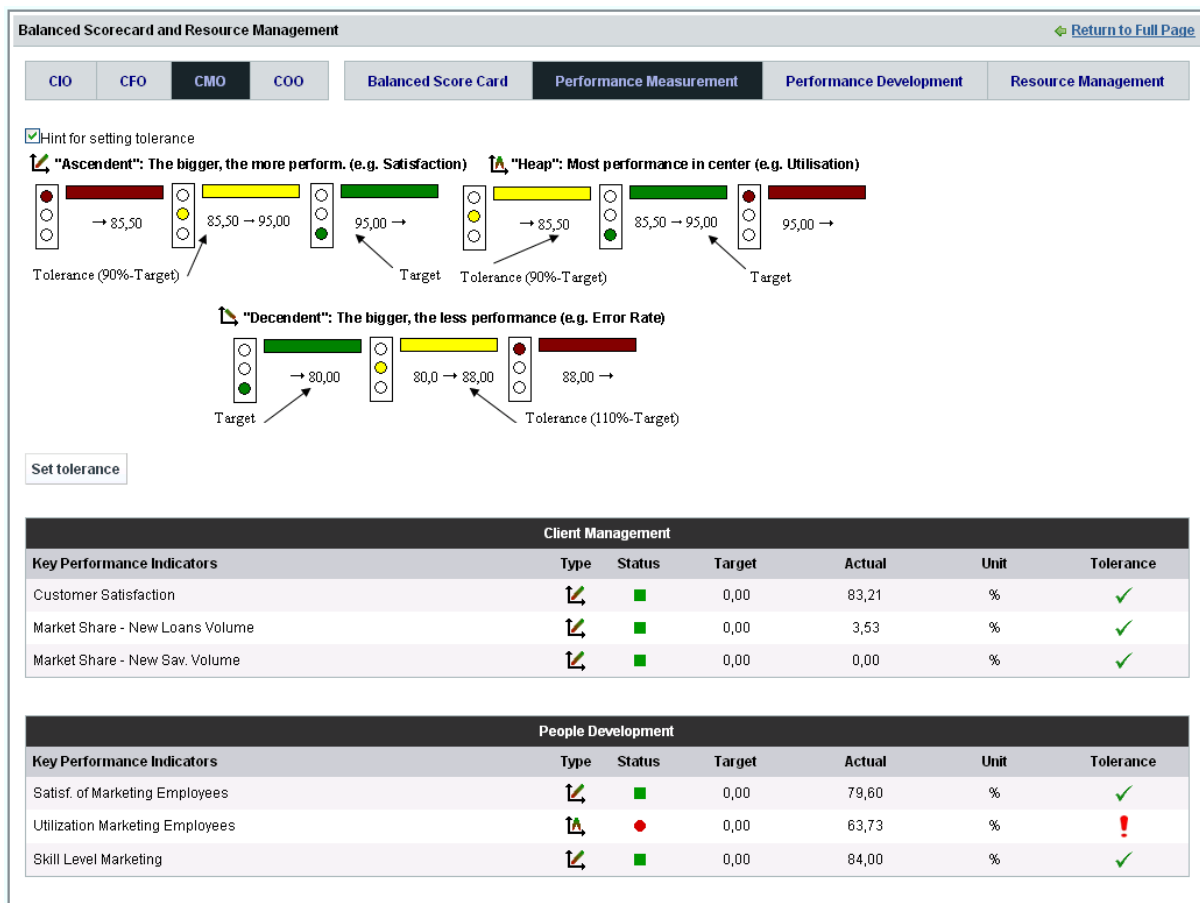 Balanced Scorecard and Resource Management Return to Full Page
CIO CFO CMO COO Balanced Score Card Performance Measurement Performance Development Resource Management
Hint for setting tolerance
"Ascendent": The bigger, the more perform. (e.g. Satisfaction) "Heap": Most performance in center (e.g. Utilisation)
→ 85,50 85,50 → 95,00 95,00 → → 85,50 85,50 → 95,00 95,00 →
Tolerance (90%-Target) Target Tolerance (90%-Target) Target
"Decendent": The bigger, the less performance (e.g. Error Rate)
→ 80,00 80,0 → 88,00 88,00 →
Target Tolerance (110%-Target)
Set tolerance
Client Management
Key Performance Indicators Type Status Target Actual Unit Tolerance
Customer Satisfaction 0,00 83,21 %
Market Share - New Loans Volume 0,00 3,53 %
Market Share - New Sav. Volume 0,00 0,00 %
People Development
Key Performance Indicators Type Status Target Actual Unit Tolerance
Satisf. of Marketing Employees 0,00 79,60 %
Utilization Marketing Employees 0,00 63,73 %
Skill Level Marketing 0,00 84,00 %